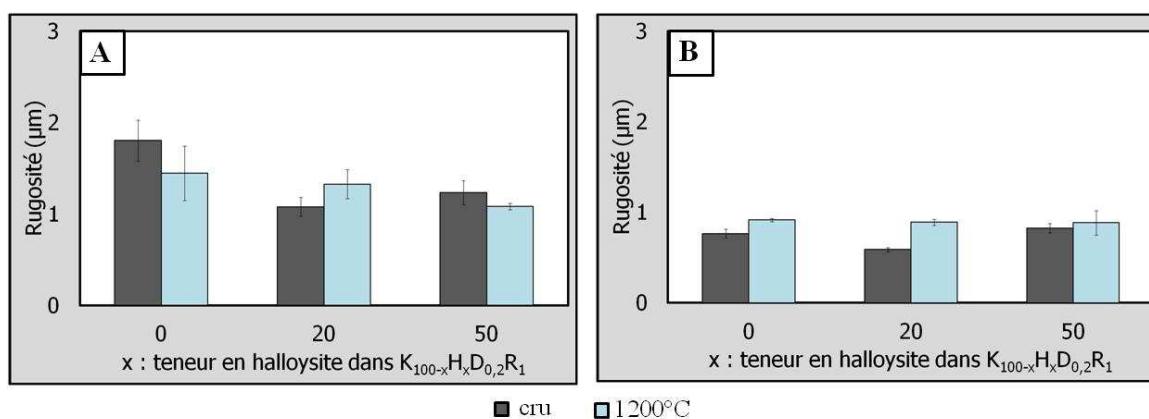 A
3
2
1
0
Rugosité (µm)
0 20 50
x : teneur en halloysite dans K100-xHxD0,2R1
B
3
2
1
0
Rugosité (µm)
0 20 50
x : teneur en halloysite dans K100-xHxD0,2R1
cru 1200°C